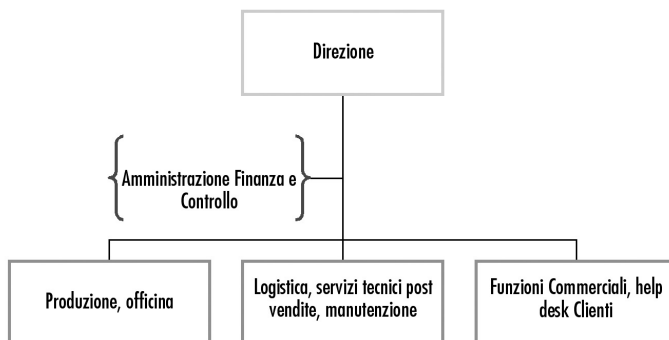 Direzione
Amministrazione Finanza e
Controllo
Produzione, officina
Logistica, servizi tecnici post
vendite, manutenzione
Funzioni Commerciali, help
desk Clienti